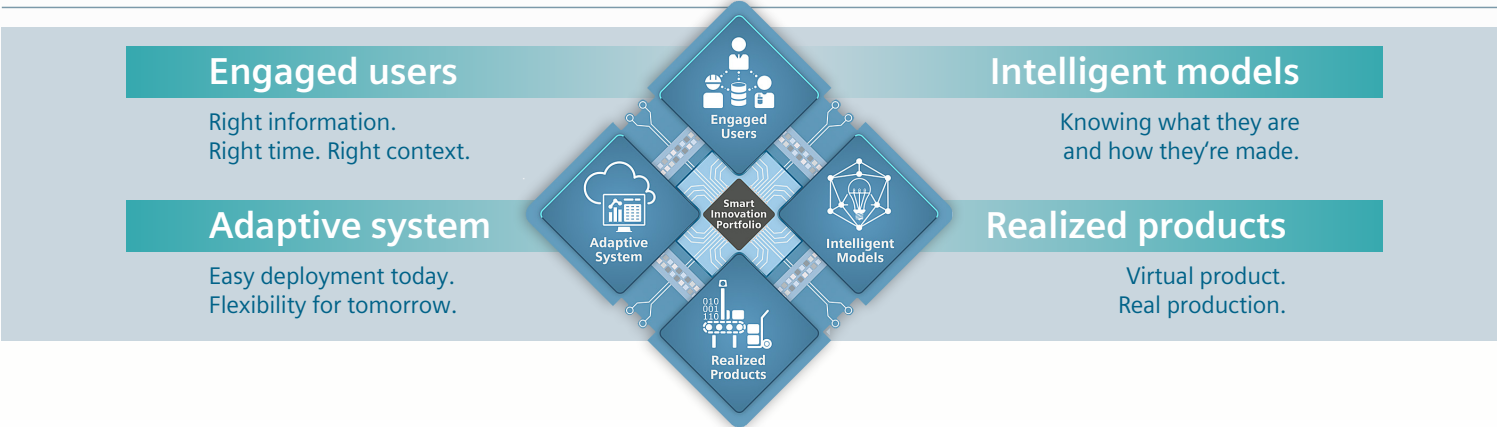 Engaged users
Right information.
Right time. Right context.
Adaptive system
Easy deployment today.
Flexibility for tomorrow.
Engaged
Users
Adaptive
System
Smart
Innovation
Portfolio
Intelligent
Models
010
001
110
Realized
Products
Intelligent models
Knowing what they are
and how they’re made.
Realized products
Virtual product.
Real production.